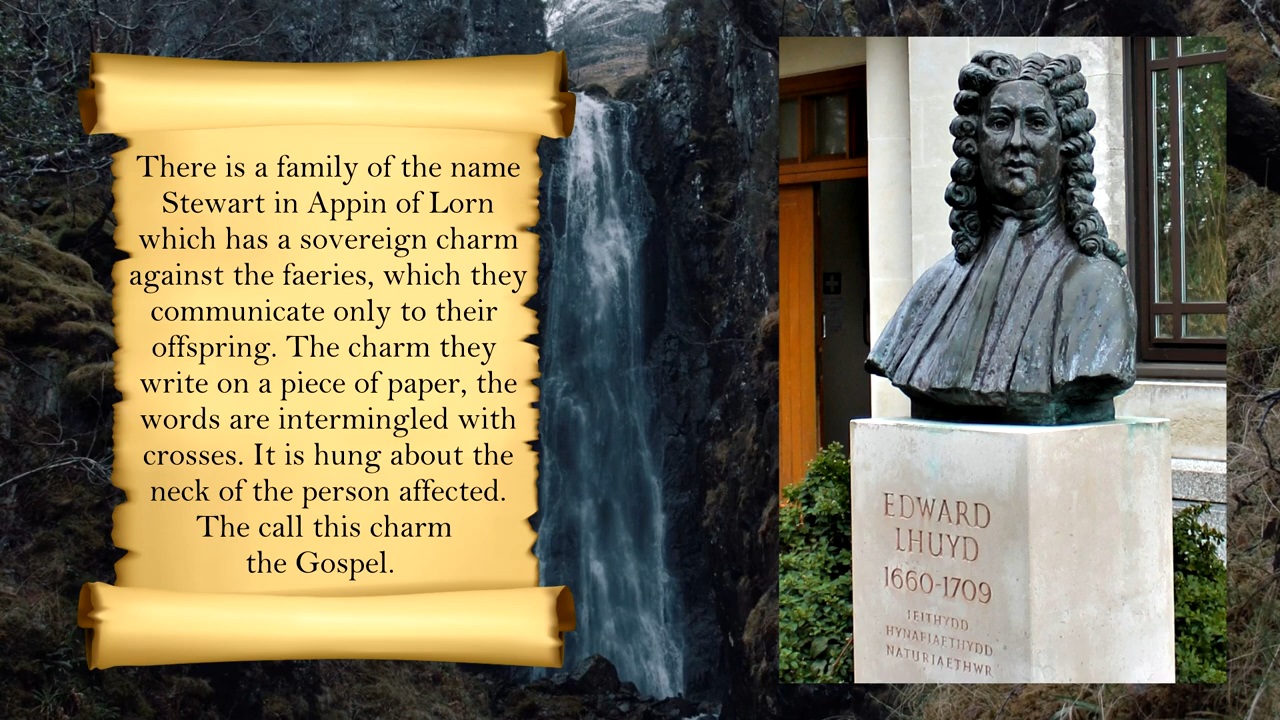 There is a family of the name
Stewart in Appin of Lorn
which has a sovereign charm
against the faeries, which they
communicate only to their
offspring. The charm they
write on a piece of paper, the
words are intermingled with
crosses. It is hung about the
neck of the person affected.
The call this charm
the Gospel.
EDWARD
LHUYD
1660-1709
IEITHYDD
HYNAFIAETHYDD
NATURIAETHWR